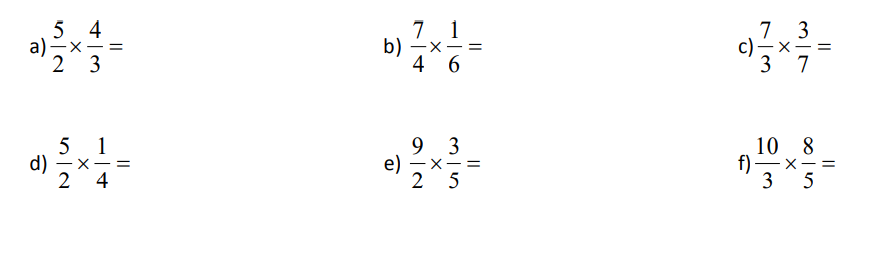 a) 5/2 × 4/3 = b) 7/4 × 1/6 = c) 7/3 × 3/7 =
d) 5/2 × 1/4 = e) 9/2 × 3/5 = f) 10/3 × 8/5 =